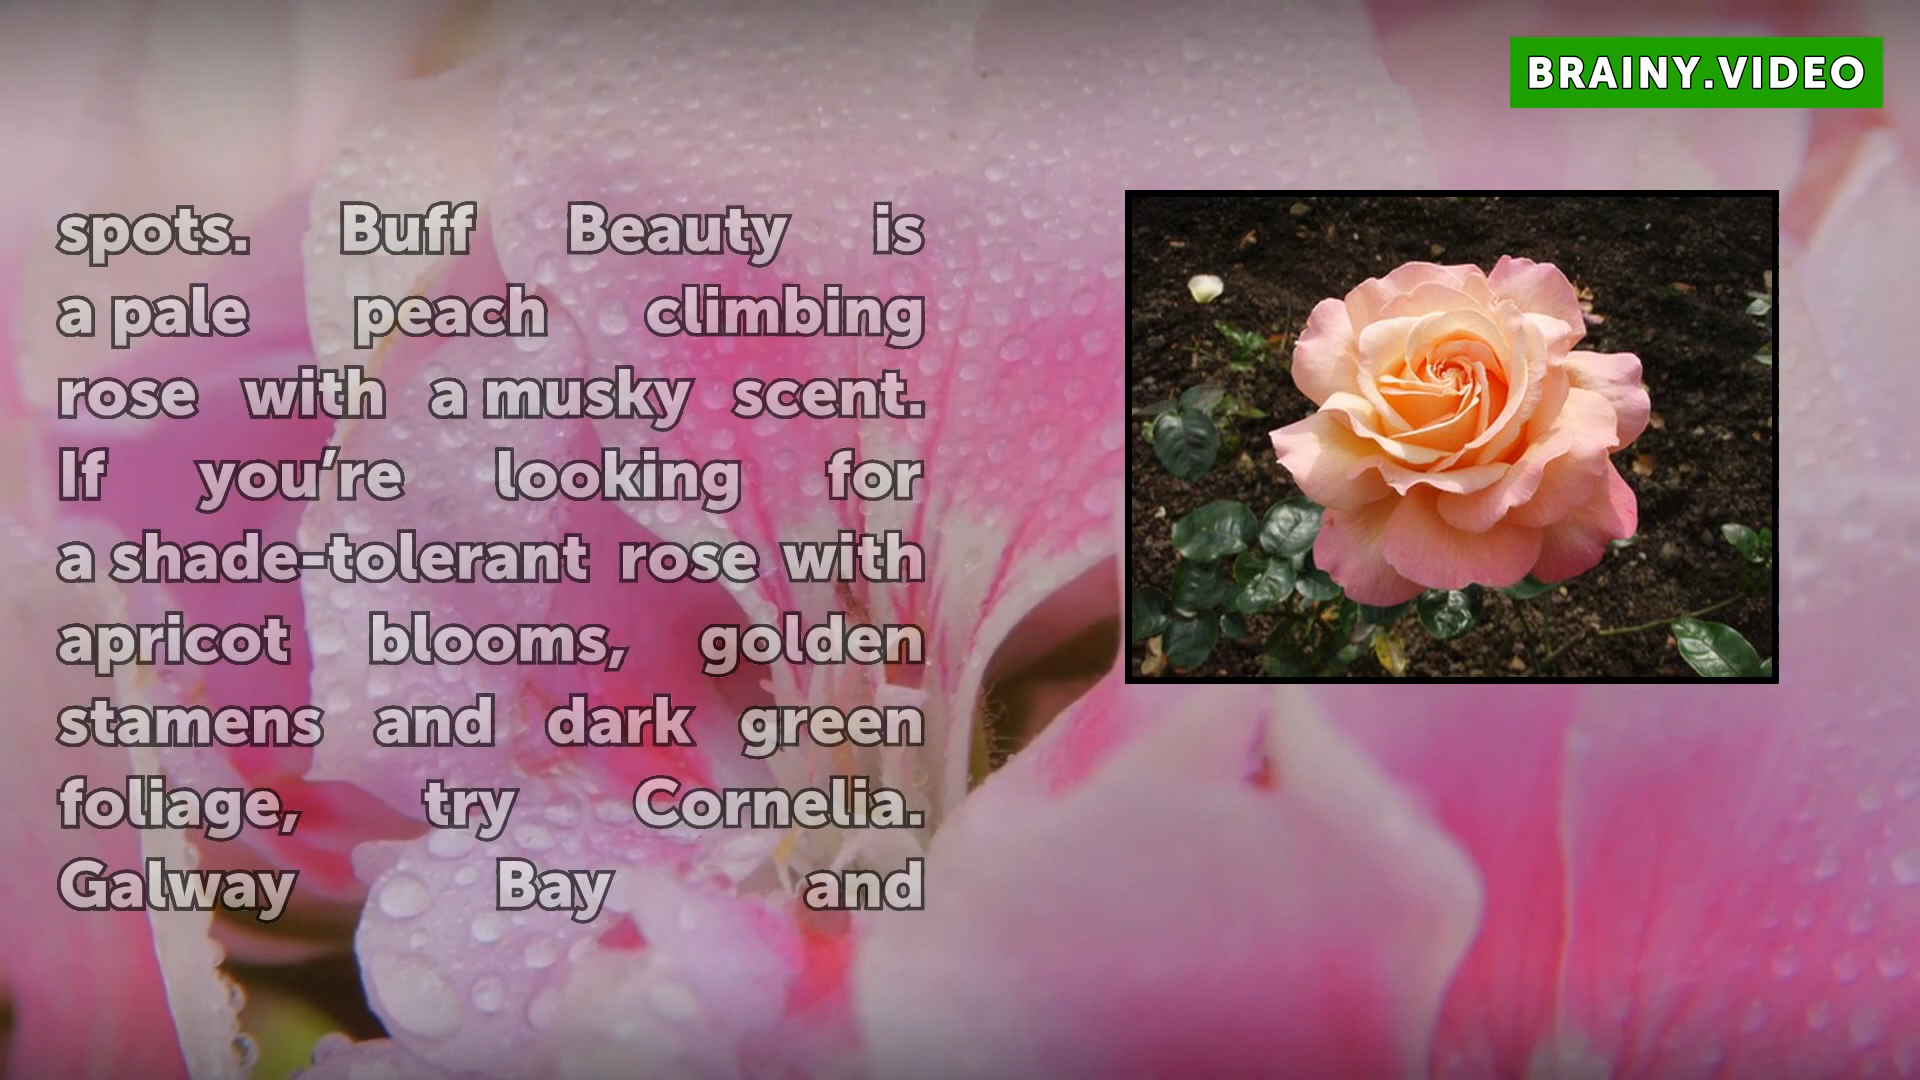 BRAINY.VIDEO
spots. Buff Beauty is
a pale peach climbing
rose with a musky scent.
If you’re looking for
a shade-tolerant rose with
apricot blooms, golden
stamens and dark green
foliage, try Cornelia.
Galway Bay and